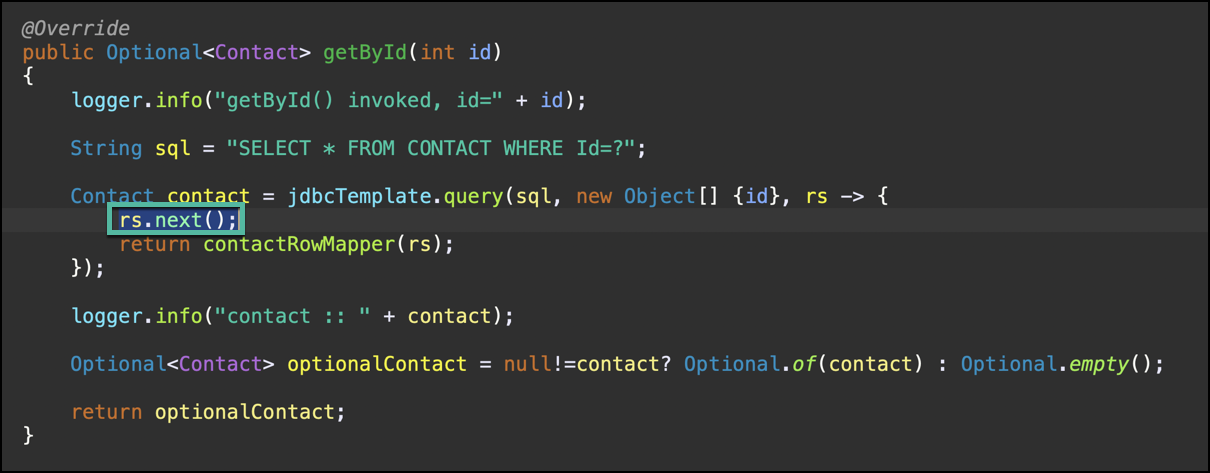 @Override
public Optional<Contact> getById(int id)
{
logger.info("getById() invoked, id=" + id);
String sql = "SELECT * FROM CONTACT WHERE Id=?";
Contact contact = jdbcTemplate.query(sql, new Object[] {id}, rs -> {
rs.next();
return contactRowMapper(rs);
});
logger.info("contact :: " + contact);
Optional<Contact> optionalContact = null!=contact? Optional.of(contact) : Optional.empty();
return optionalContact;
}